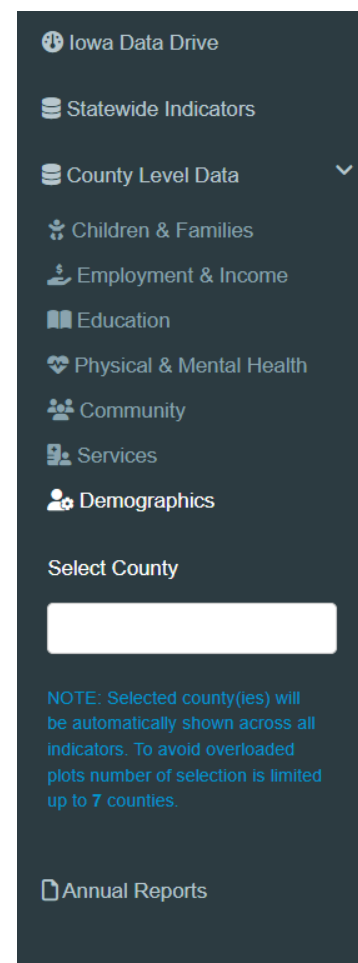 Iowa Data Drive
Statewide Indicators
County Level Data
Children & Families
Employment & Income
Education
Physical & Mental Health
Community
Services
Demographics
Select County
NOTE: Selected county(ies) will
be automatically shown across all
indicators. To avoid overloaded
plots number of selection is limited
up to 7 counties.
Annual Reports